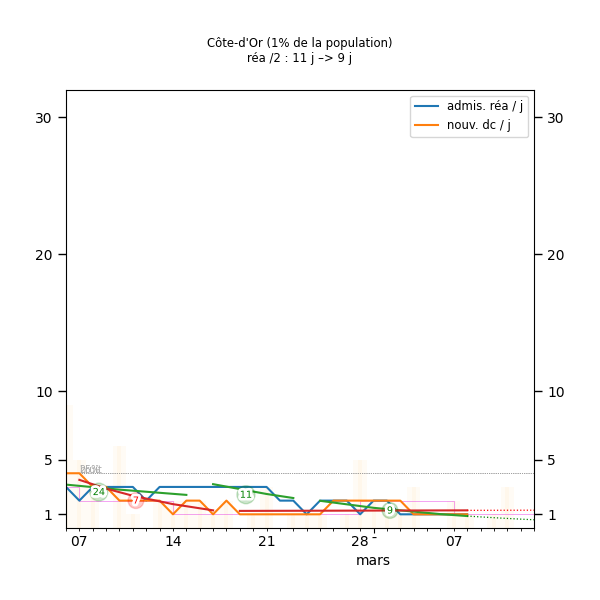 Côte-d'Or (1% de la population)
réa /2 : 11 j –> 9 j
admis. réa / j
nouv. dc / j
30 30
20 20
10 10
5 5
24 7 11 9
1 1
07 14 21 28 07
mars